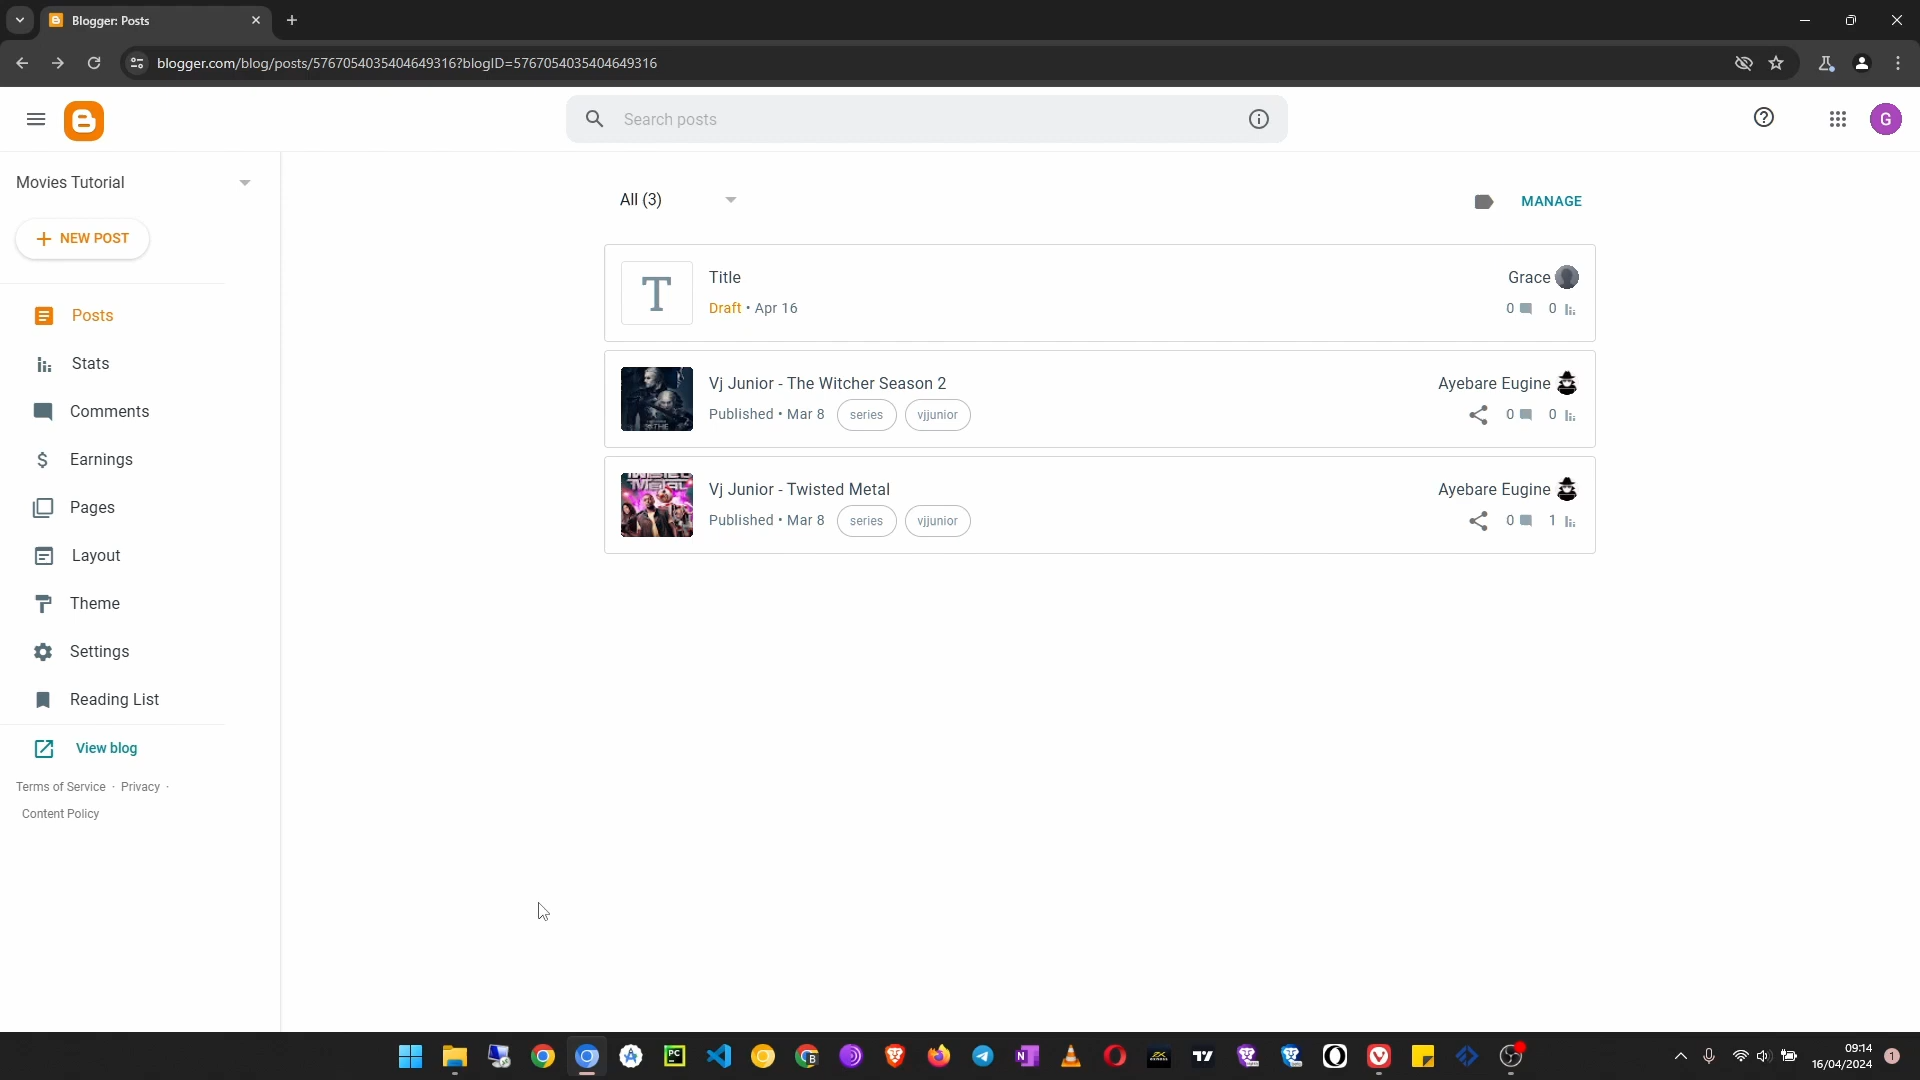 Blogger: Posts
blogger.com/blog/posts/5767054035404649316?blogID=5767054035404649316
Search posts
G
Movies Tutorial
NEW POST
Posts
Stats
Comments
Earnings
Pages
Layout
Theme
Settings
Reading List
View blog
Terms of Service · Privacy ·
Content Policy
All (3)
MANAGE
T
Title
Grace
Draft • Apr 16
0 0
Vj Junior - The Witcher Season 2
Ayebare Eugine
Published • Mar 8 series vjjunior
0 0
Vj Junior - Twisted Metal
Ayebare Eugine
Published • Mar 8 series vjjunior
0 1
09:14
16/04/2024
1